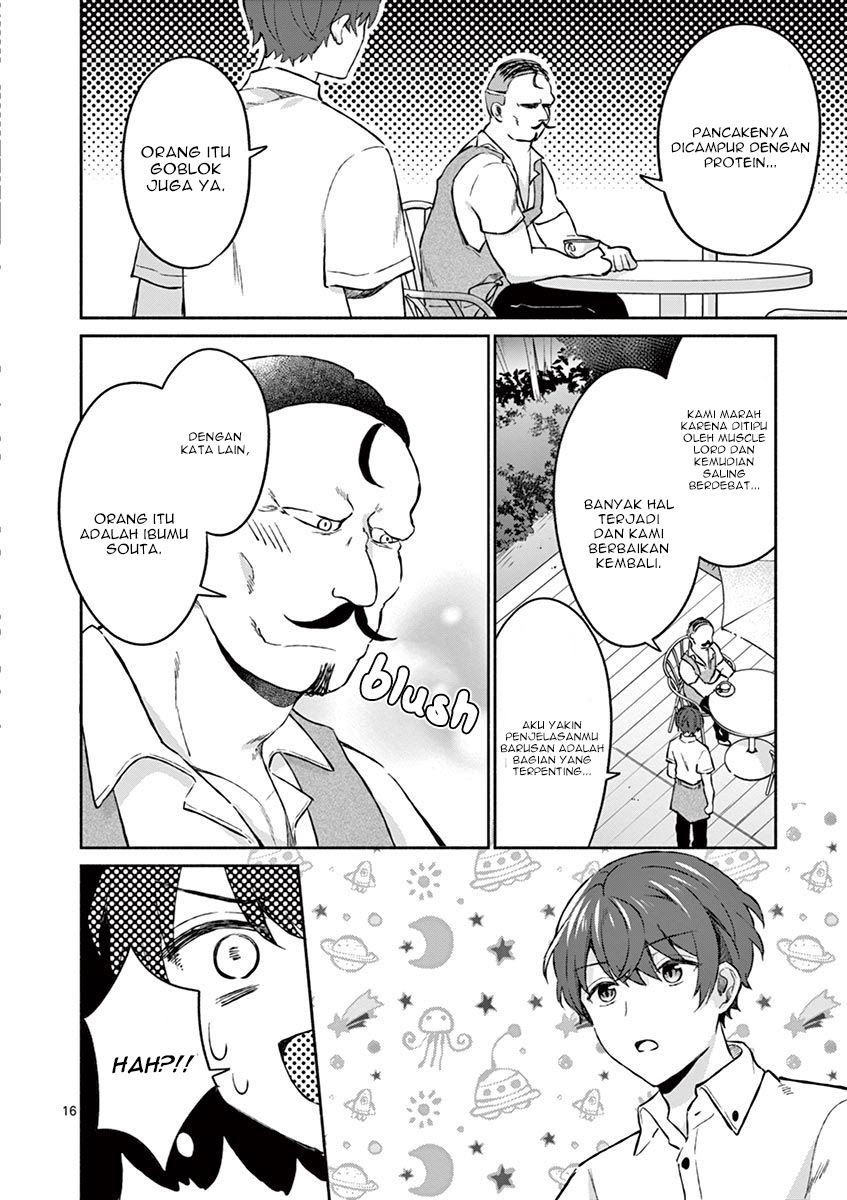 PANCAKENYA
DICAMPUR DENGAN
PROTEIN...
ORANG ITU
GOBLOK
JUGA YA.
KAMI MARAH
KARENA DITIPU
OLEH MUSCLE
LORD DAN
KEMUDIAN
SALING
BERDEBAT...
BANYAK HAL
TERJADI
DAN KAMI
BERBAIKAN
KEMBALI.
AKU YAKIN
PENJELASANMU
BARUSAN ADALAH
BAGIAN YANG
TERPENTING...
DENGAN
KATA LAIN,
ORANG ITU
ADALAH IBUMU
SOUTA.
blush
HAH?!!
16